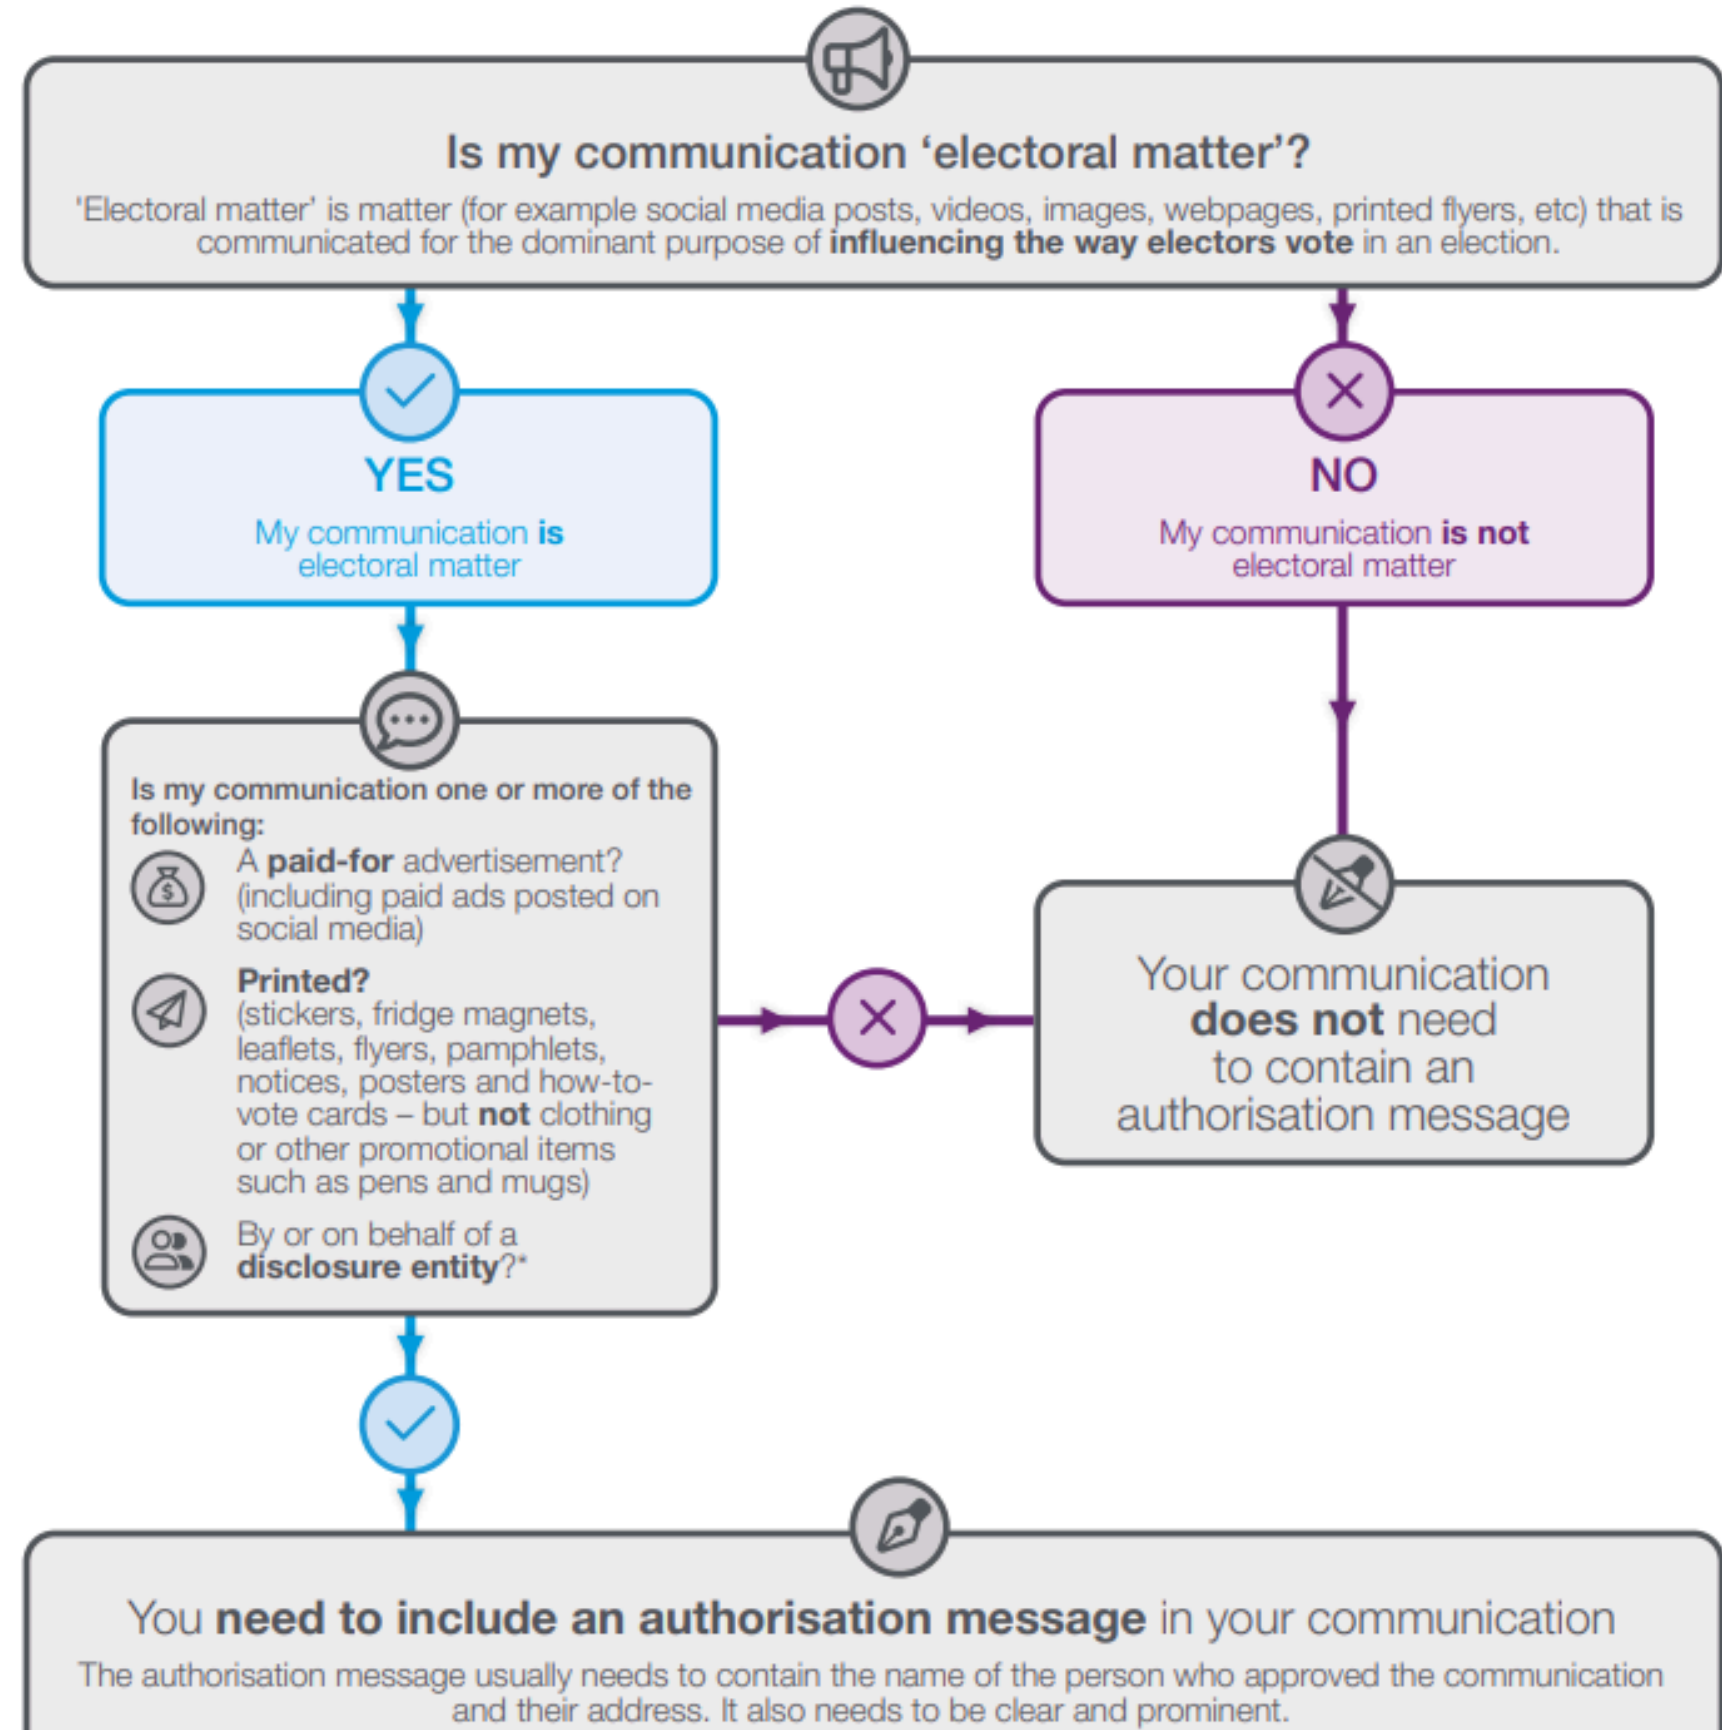 Is my communication ‘electoral matter’?
'Electoral matter’ is matter (for example social media posts, videos, images, webpages, printed flyers, etc) that is
communicated for the dominant purpose of influencing the way electors vote in an election.
YES
My communication is
electoral matter
NO
My communication is not
electoral matter
Is my communication one or more of the
following:
A paid-for advertisement?
(including paid ads posted on
social media)
Printed?
(stickers, fridge magnets,
leaflets, flyers, pamphlets,
notices, posters and how-to-
vote cards – but not clothing
or other promotional items
such as pens and mugs)
By or on behalf of a
disclosure entity?*
Your communication
does not need
to contain an
authorisation message
You need to include an authorisation message in your communication
The authorisation message usually needs to contain the name of the person who approved the communication
and their address. It also needs to be clear and prominent.